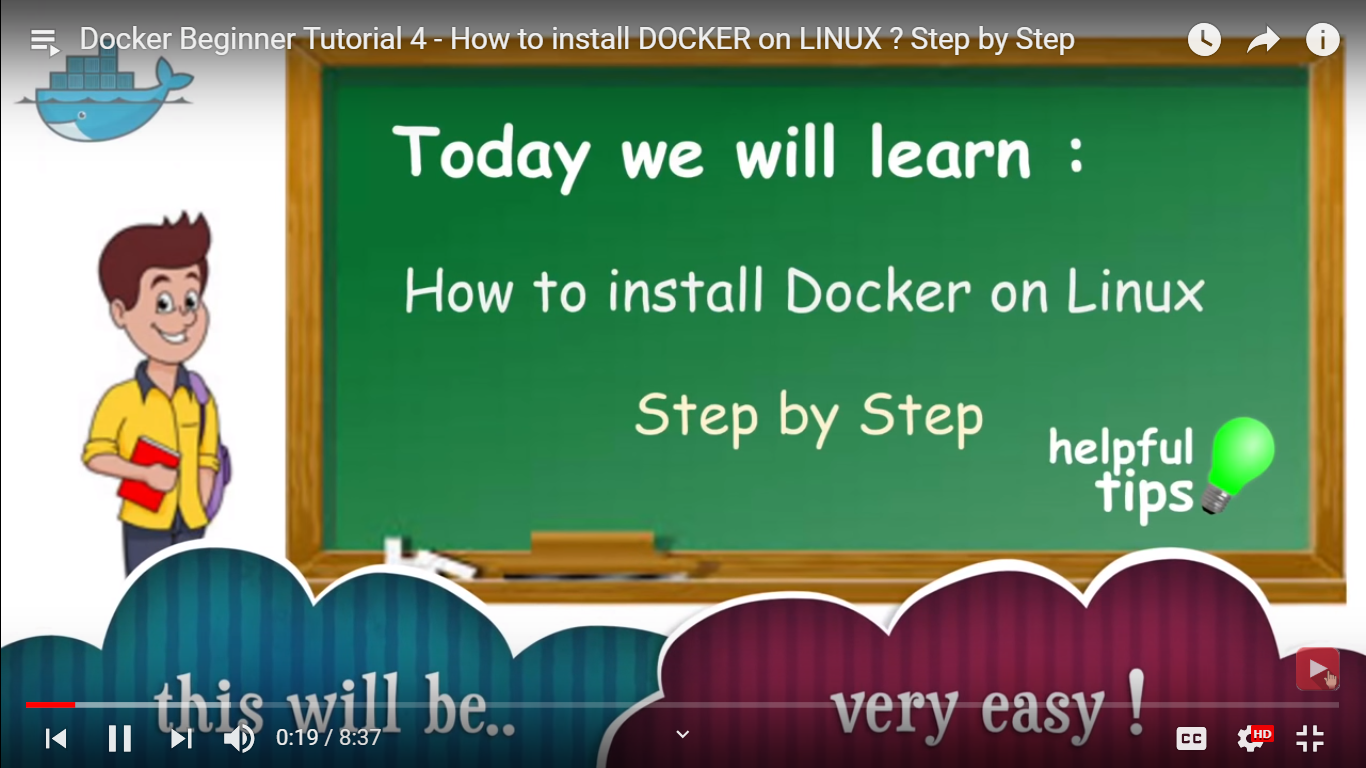 Docker Beginner Tutorial 4 - How to install DOCKER on LINUX ? Step by Step
Today we will learn :
How to install Docker on Linux
Step by Step
helpful
tips
this will be..
very easy !
0:19 / 8:37
CC
HD